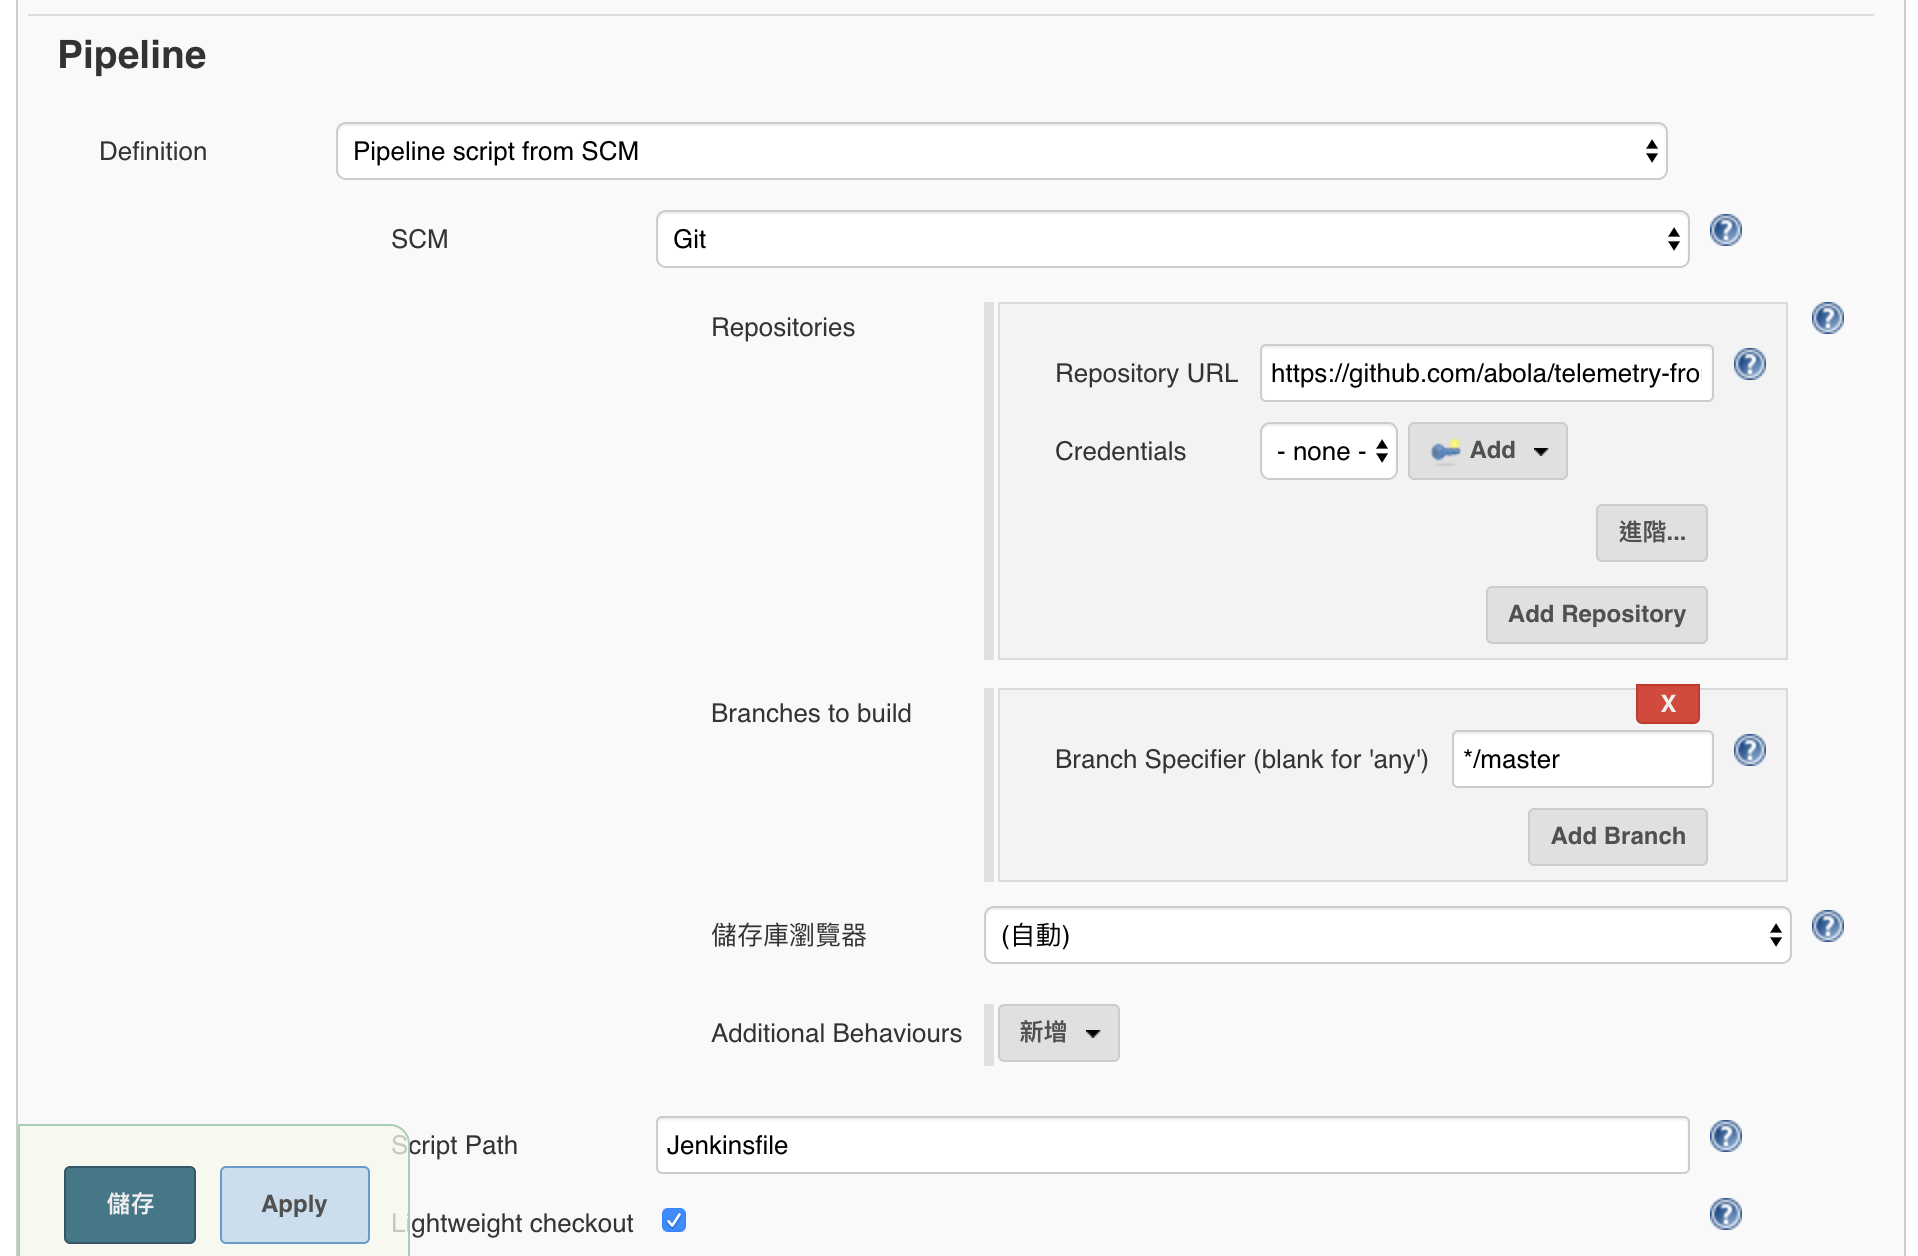 Pipeline
Definition
Pipeline script from SCM
SCM
Git
Repositories
Repository URL
https://github.com/abola/telemetry-fro
Credentials
- none -
Add
進階...
Add Repository
Branches to build
X
Branch Specifier (blank for 'any')
*/master
Add Branch
儲存庫瀏覽器
(自動)
Additional Behaviours
新增
Script Path
Jenkinsfile
Lightweight checkout
儲存
Apply